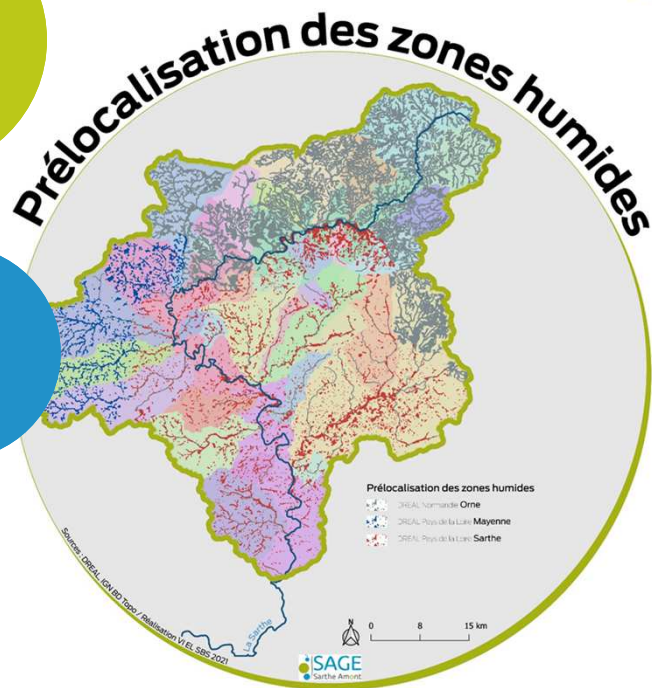 Prélocalisation des zones humides
Prélocalisation des zones humides
DREAL Normandie Orne
DREAL Pays de la Loire Mayenne
DREAL Pays de la Loire Sarthe
Sources : DREAL, IGN BD Topo / Réalisation VI EL SBS 2021
La Sarthe
N
0 8 15 km
SAGE
Sarthe Amont